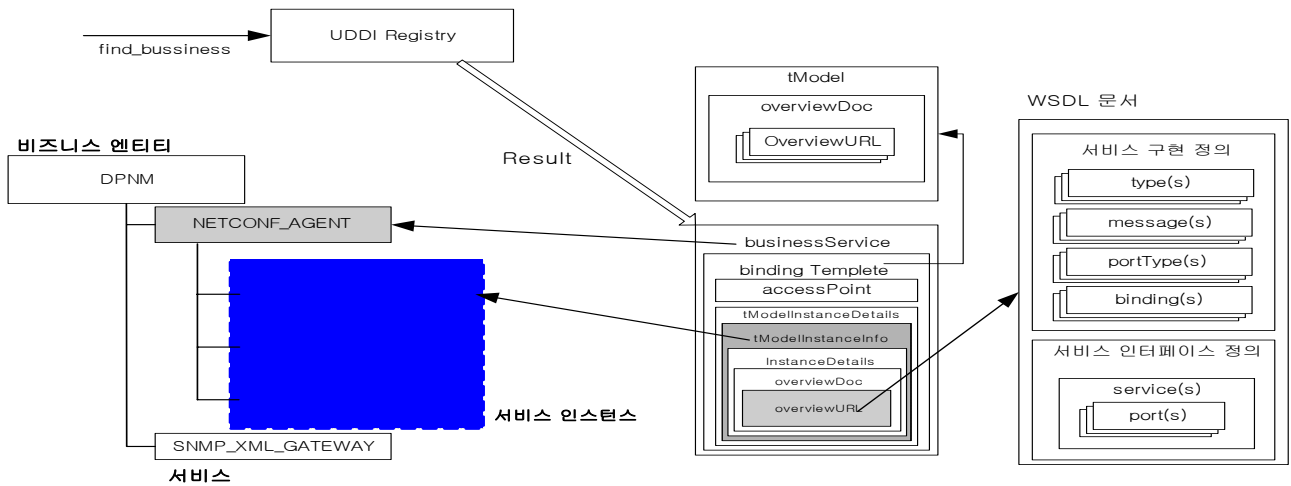 find_bussiness
UDDI Registry
Result
비즈니스 엔티티
DPNM
NETCONF_AGENT
서비스 인스턴스
SNMP_XML_GATEWAY
서비스
tModel
overviewDoc
OverviewURL
businessService
binding Templete
accessPoint
tModelInstanceDetails
tModelInstanceInfo
InstanceDetails
overviewDoc
overviewURL
WSDL 문서
서비스 구현 정의
type(s)
message(s)
portType(s)
binding(s)
서비스 인터페이스 정의
service(s)
port(s)